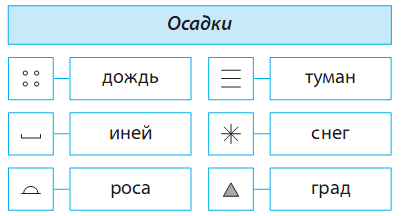 Осадки
дождь
туман
иней
снег
роса
град